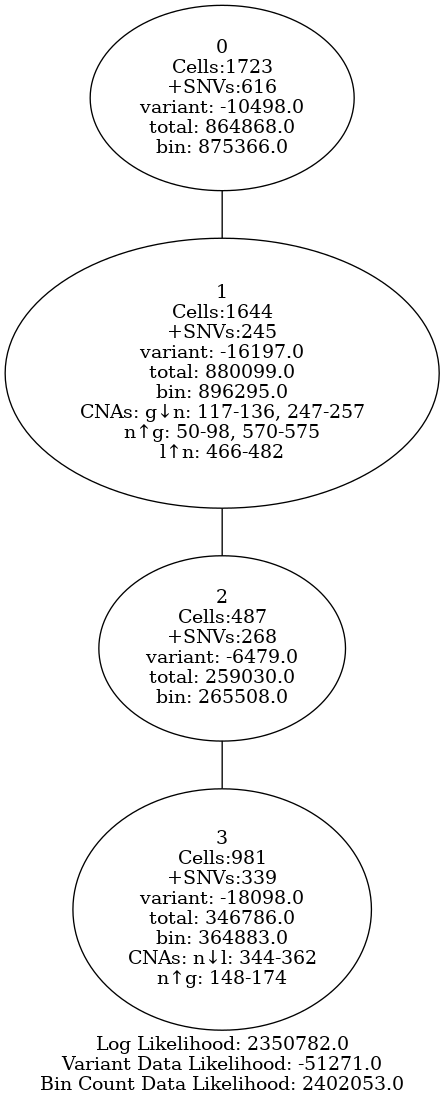 0
Cells:1723
+SNVs:616
variant: -10498.0
total: 864868.0
bin: 875366.0
1
Cells:1644
+SNVs:245
variant: -16197.0
total: 880099.0
bin: 896295.0
CNAs: g↓n: 117-136, 247-257
n↑g: 50-98, 570-575
l↑n: 466-482
2
Cells:487
+SNVs:268
variant: -6479.0
total: 259030.0
bin: 265508.0
3
Cells:981
+SNVs:339
variant: -18098.0
total: 346786.0
bin: 364883.0
CNAs: n↓l: 344-362
n↑g: 148-174
Log Likelihood: 2350782.0
Variant Data Likelihood: -51271.0
Bin Count Data Likelihood: 2402053.0